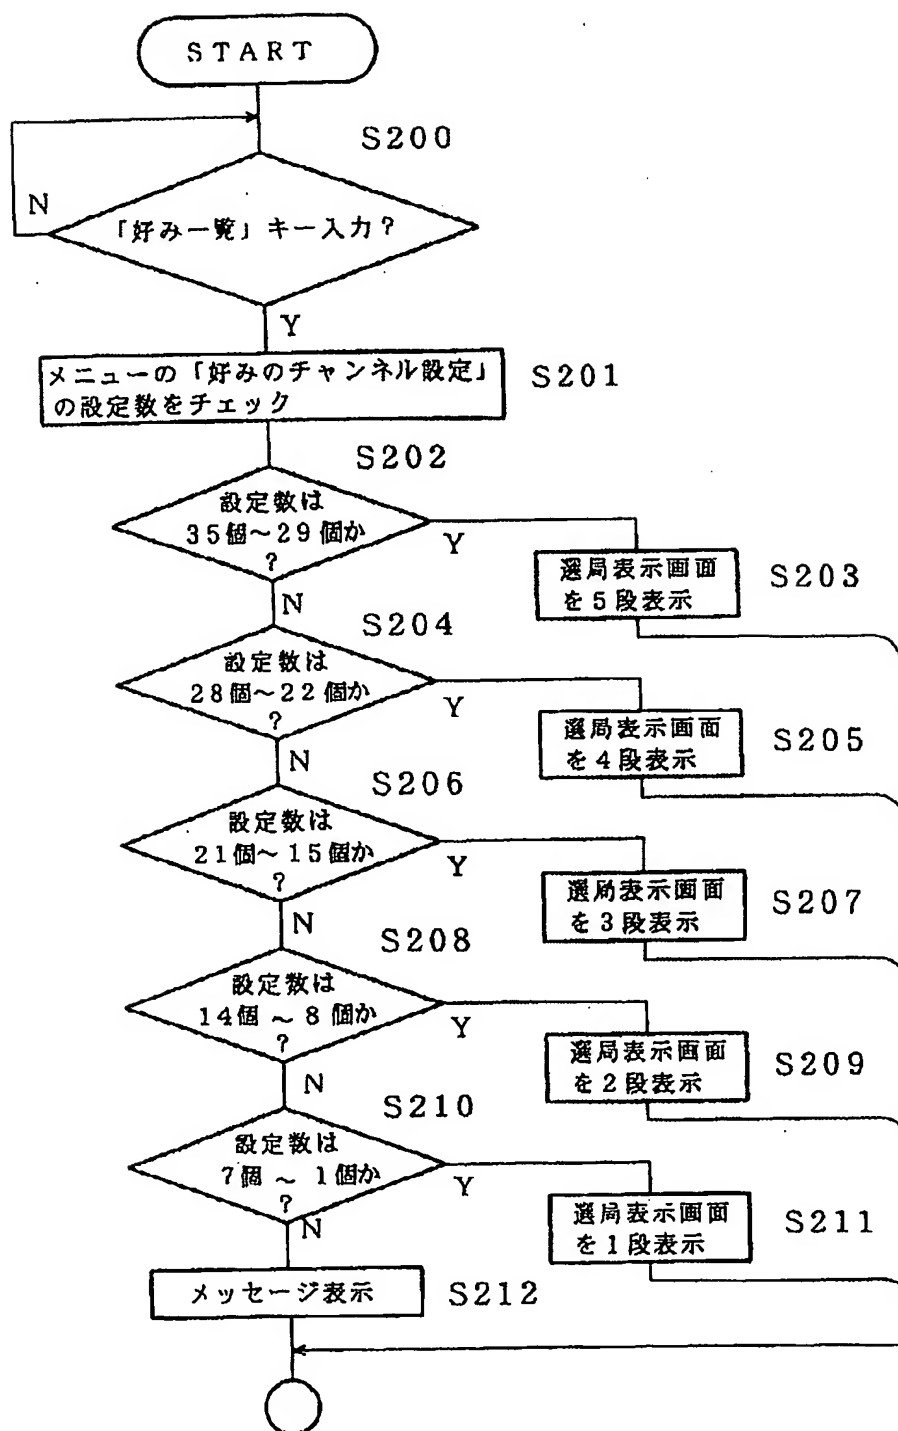 START
S200
N
「好み一覧」キー入力？
Y
メニューの「好みのチャンネル設定」
の設定数をチェック
S201
S202
設定数は
35個～29個か
？
Y
N
選局表示画面
を5段表示
S203
S204
設定数は
28個～22個か
？
Y
N
選局表示画面
を4段表示
S205
S206
設定数は
21個～15個か
？
Y
N
選局表示画面
を3段表示
S207
S208
設定数は
14個 ～ 8個か
？
Y
N
選局表示画面
を2段表示
S209
S210
設定数は
7個 ～ 1個か
？
Y
N
選局表示画面
を1段表示
S211
メッセージ表示
S212